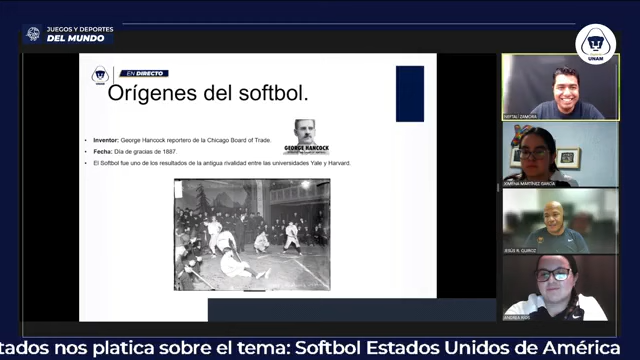 JUEGOS Y DEPORTES
DEL MUNDO
UNAM
UNAM
EN DIRECTO
Orígenes del softbol.
Inventor: George Hancock reportero de la Chicago Board of Trade.
GEORGE HANCOCK
Fecha: Día de gracias de 1887.
El Softbol fue uno de los resultados de la antigua rivalidad entre las universidades Yale y Harvard.
NEFTALI ZAMORA
XIMENA MARTÍNEZ GARCÍA
JESÚS R. QUIROZ
tados nos platica sobre el tema: Softbol Estados Unidos de América